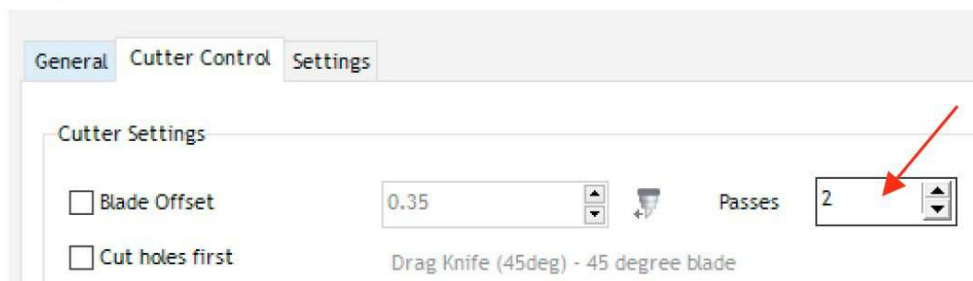 General Cutter Control Settings
Cutter Settings
Blade Offset 0.35 Passes 2
Cut holes first Drag Knife (45deg) - 45 degree blade